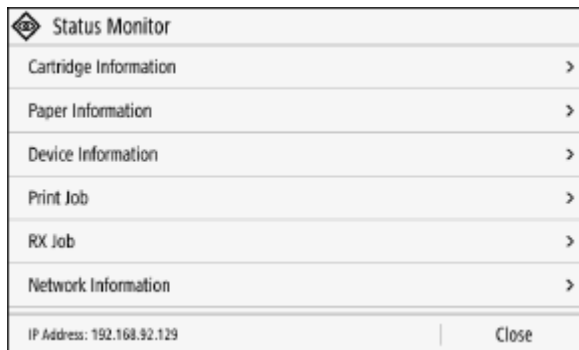 Status Monitor
Cartridge Information
Paper Information
Device Information
Print Job
RX Job
Network Information
IP Address: 192.168.92.129
Close